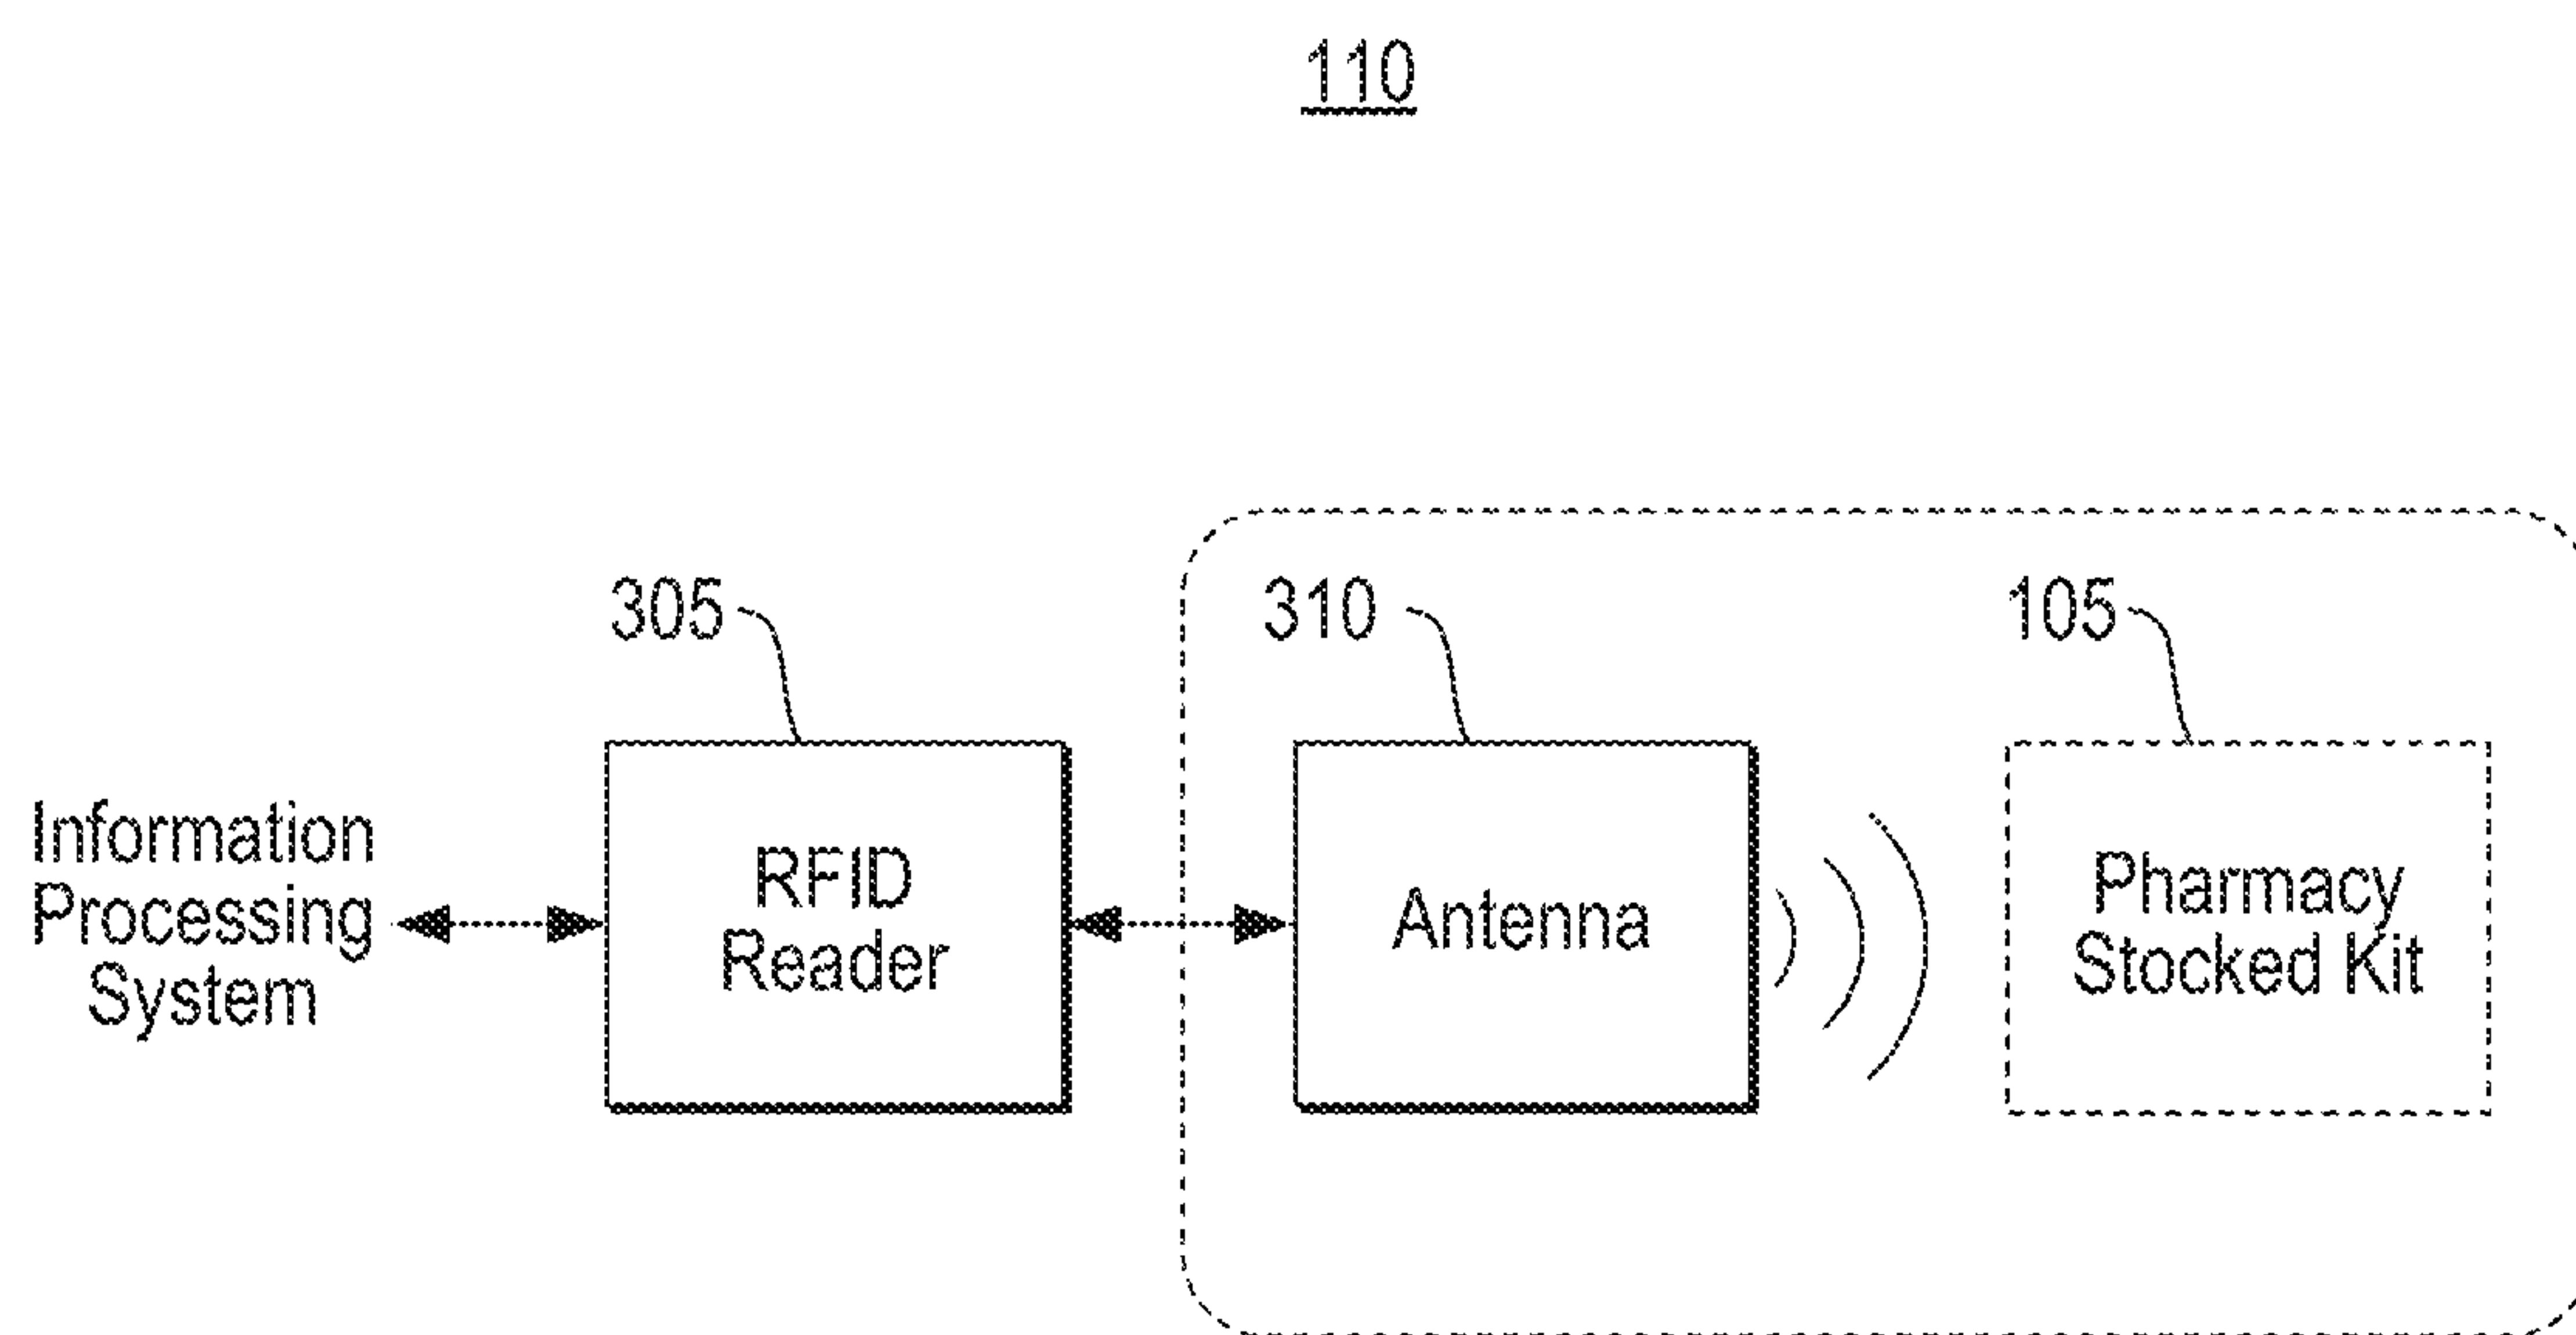 110
305
310
105
Information
Processing
System
RFID
Reader
Antenna
Pharmacy
Stocked Kit